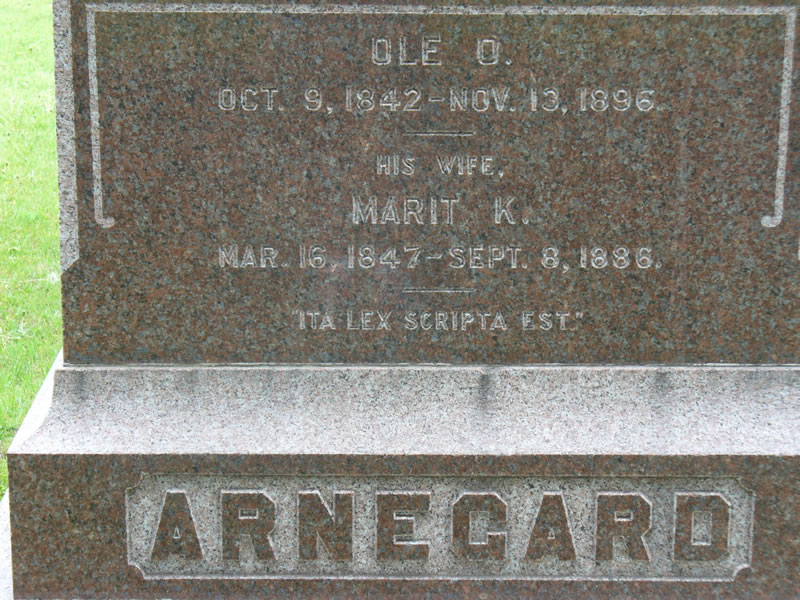 OLE O.
OCT. 9, 1842-NOV. 13, 1896.
HIS WIFE,
MARIT K.
MAR. 16, 1847-SEPT. 8, 1886.
"ITA LEX SCRIPTA EST."
ARNEGARD